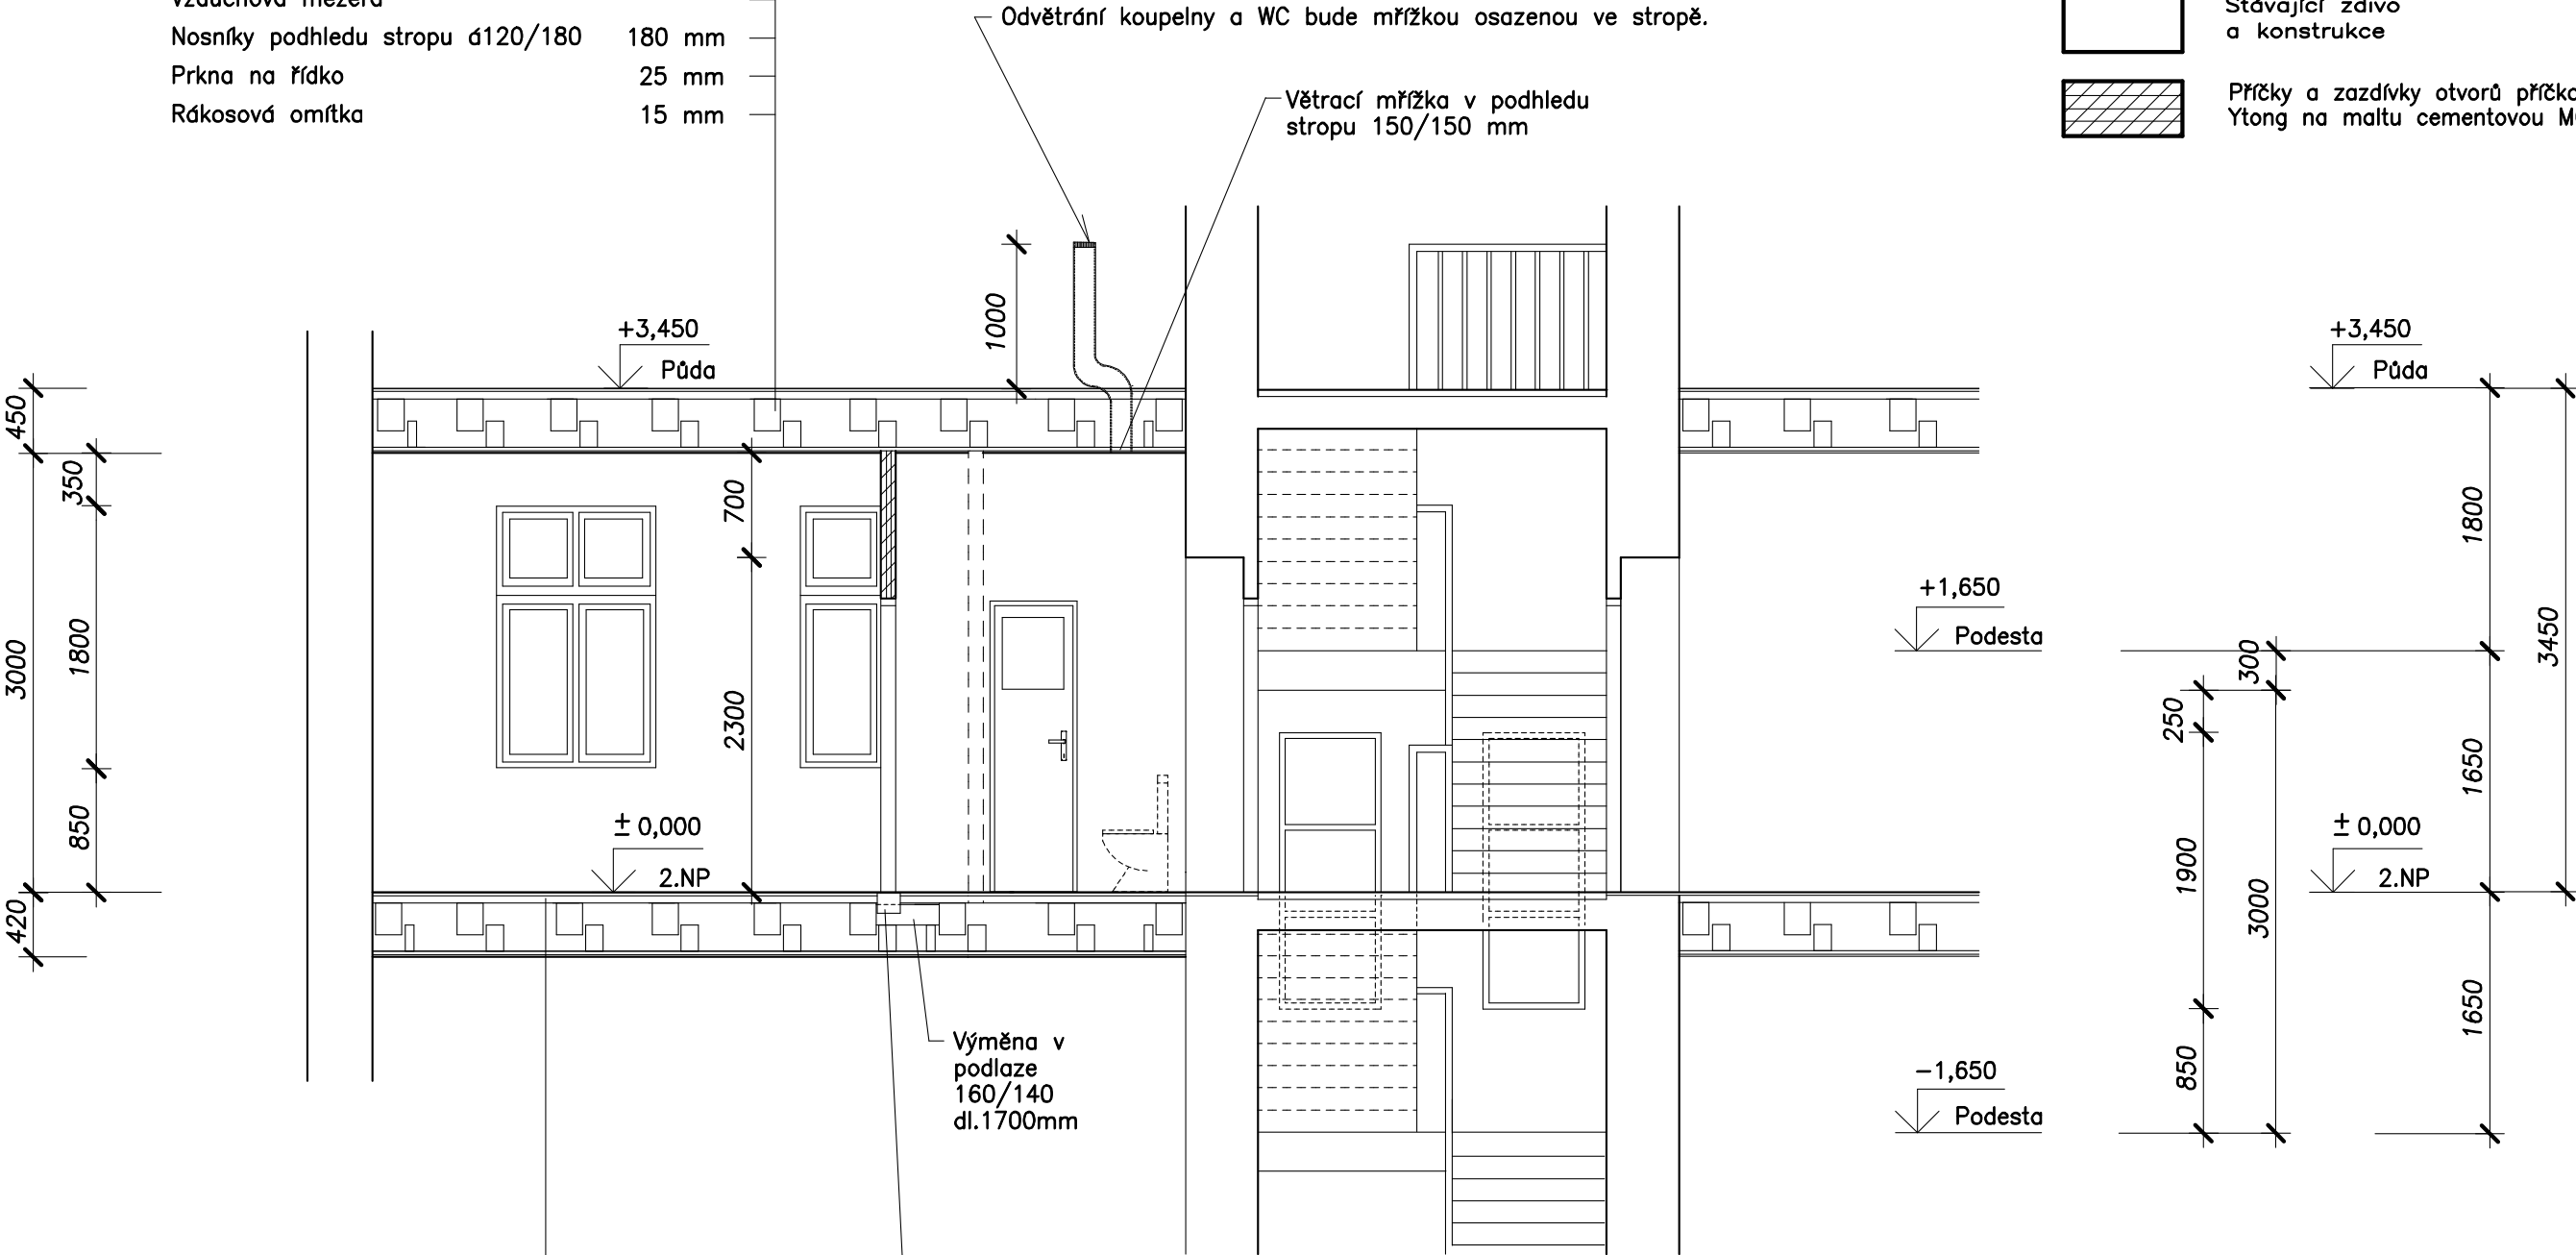 Vzduchová mezera
Nosníky podhledu stropu á120/180 180 mm
Prkna na řídko 25 mm
Rákosová omítka 15 mm
Odvětrání koupelny a WC bude mřížkou osazenou ve stropě.
Větrací mřížka v podhledu
stropu 150/150 mm
Stávající zdivo
a konstrukce
Příčky a zazdívky otvorů
Ytong na maltu cementovou
1000
+3,450
Půda
+3,450
Půda
450
350
700
1800
3000
1800
2300
850
± 0,000
2.NP
420
+1,650
Podesta
300
3450
250
1650
1900
± 0,000
2.NP
3000
1650
850
-1,650
Podesta
Výměna v
podlaze
160/140
dl.1700mm